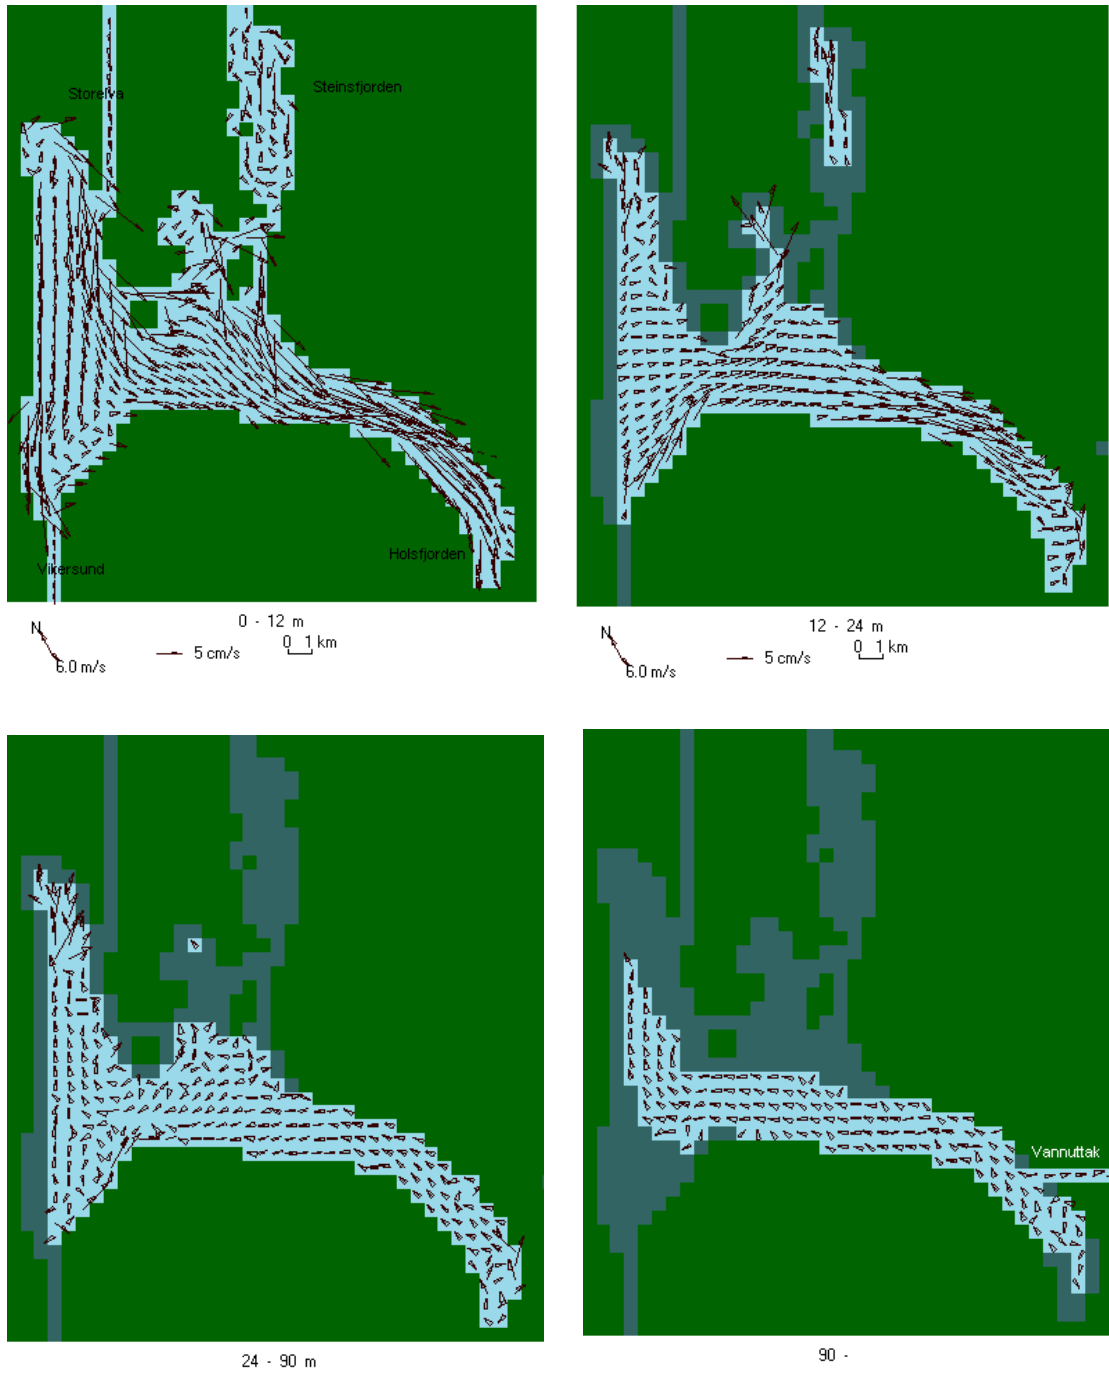 Storelva
Steinsfjorden
Holsfjorden
Vikersund
0 - 12 m
N
6.0 m/s
5 cm/s
0 1 km
12 - 24 m
N
6.0 m/s
5 cm/s
0 1 km
Vannuttak
24 - 90 m
90 -